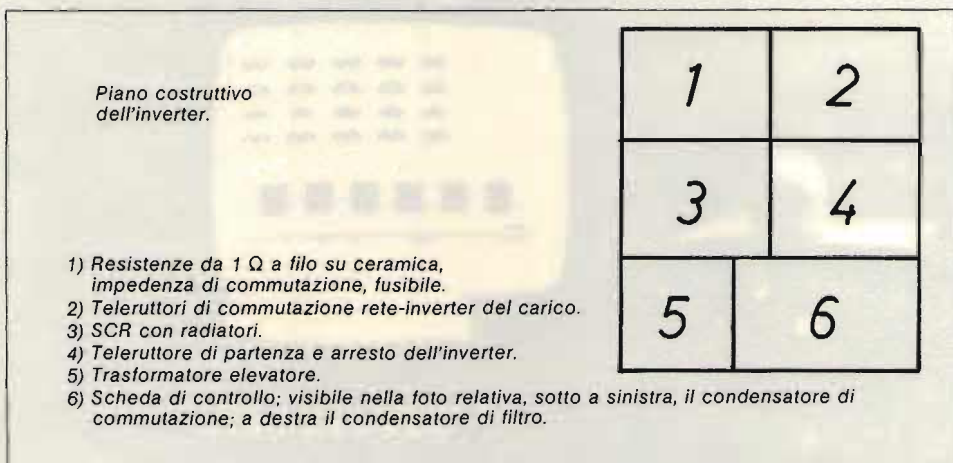 Piano costruttivo
dell'inverter.
1 2
3 4
5 6
1) Resistenze da 1 Ω a filo su ceramica,
impedenza di commutazione, fusibile.
2) Teleruttori di commutazione rete-inverter del carico.
3) SCR con radiatori.
4) Teleruttore di partenza e arresto dell'inverter.
5) Trasformatore elevatore.
6) Scheda di controllo; visibile nella foto relativa, sotto a sinistra, il condensatore di
commutazione; a destra il condensatore di filtro.